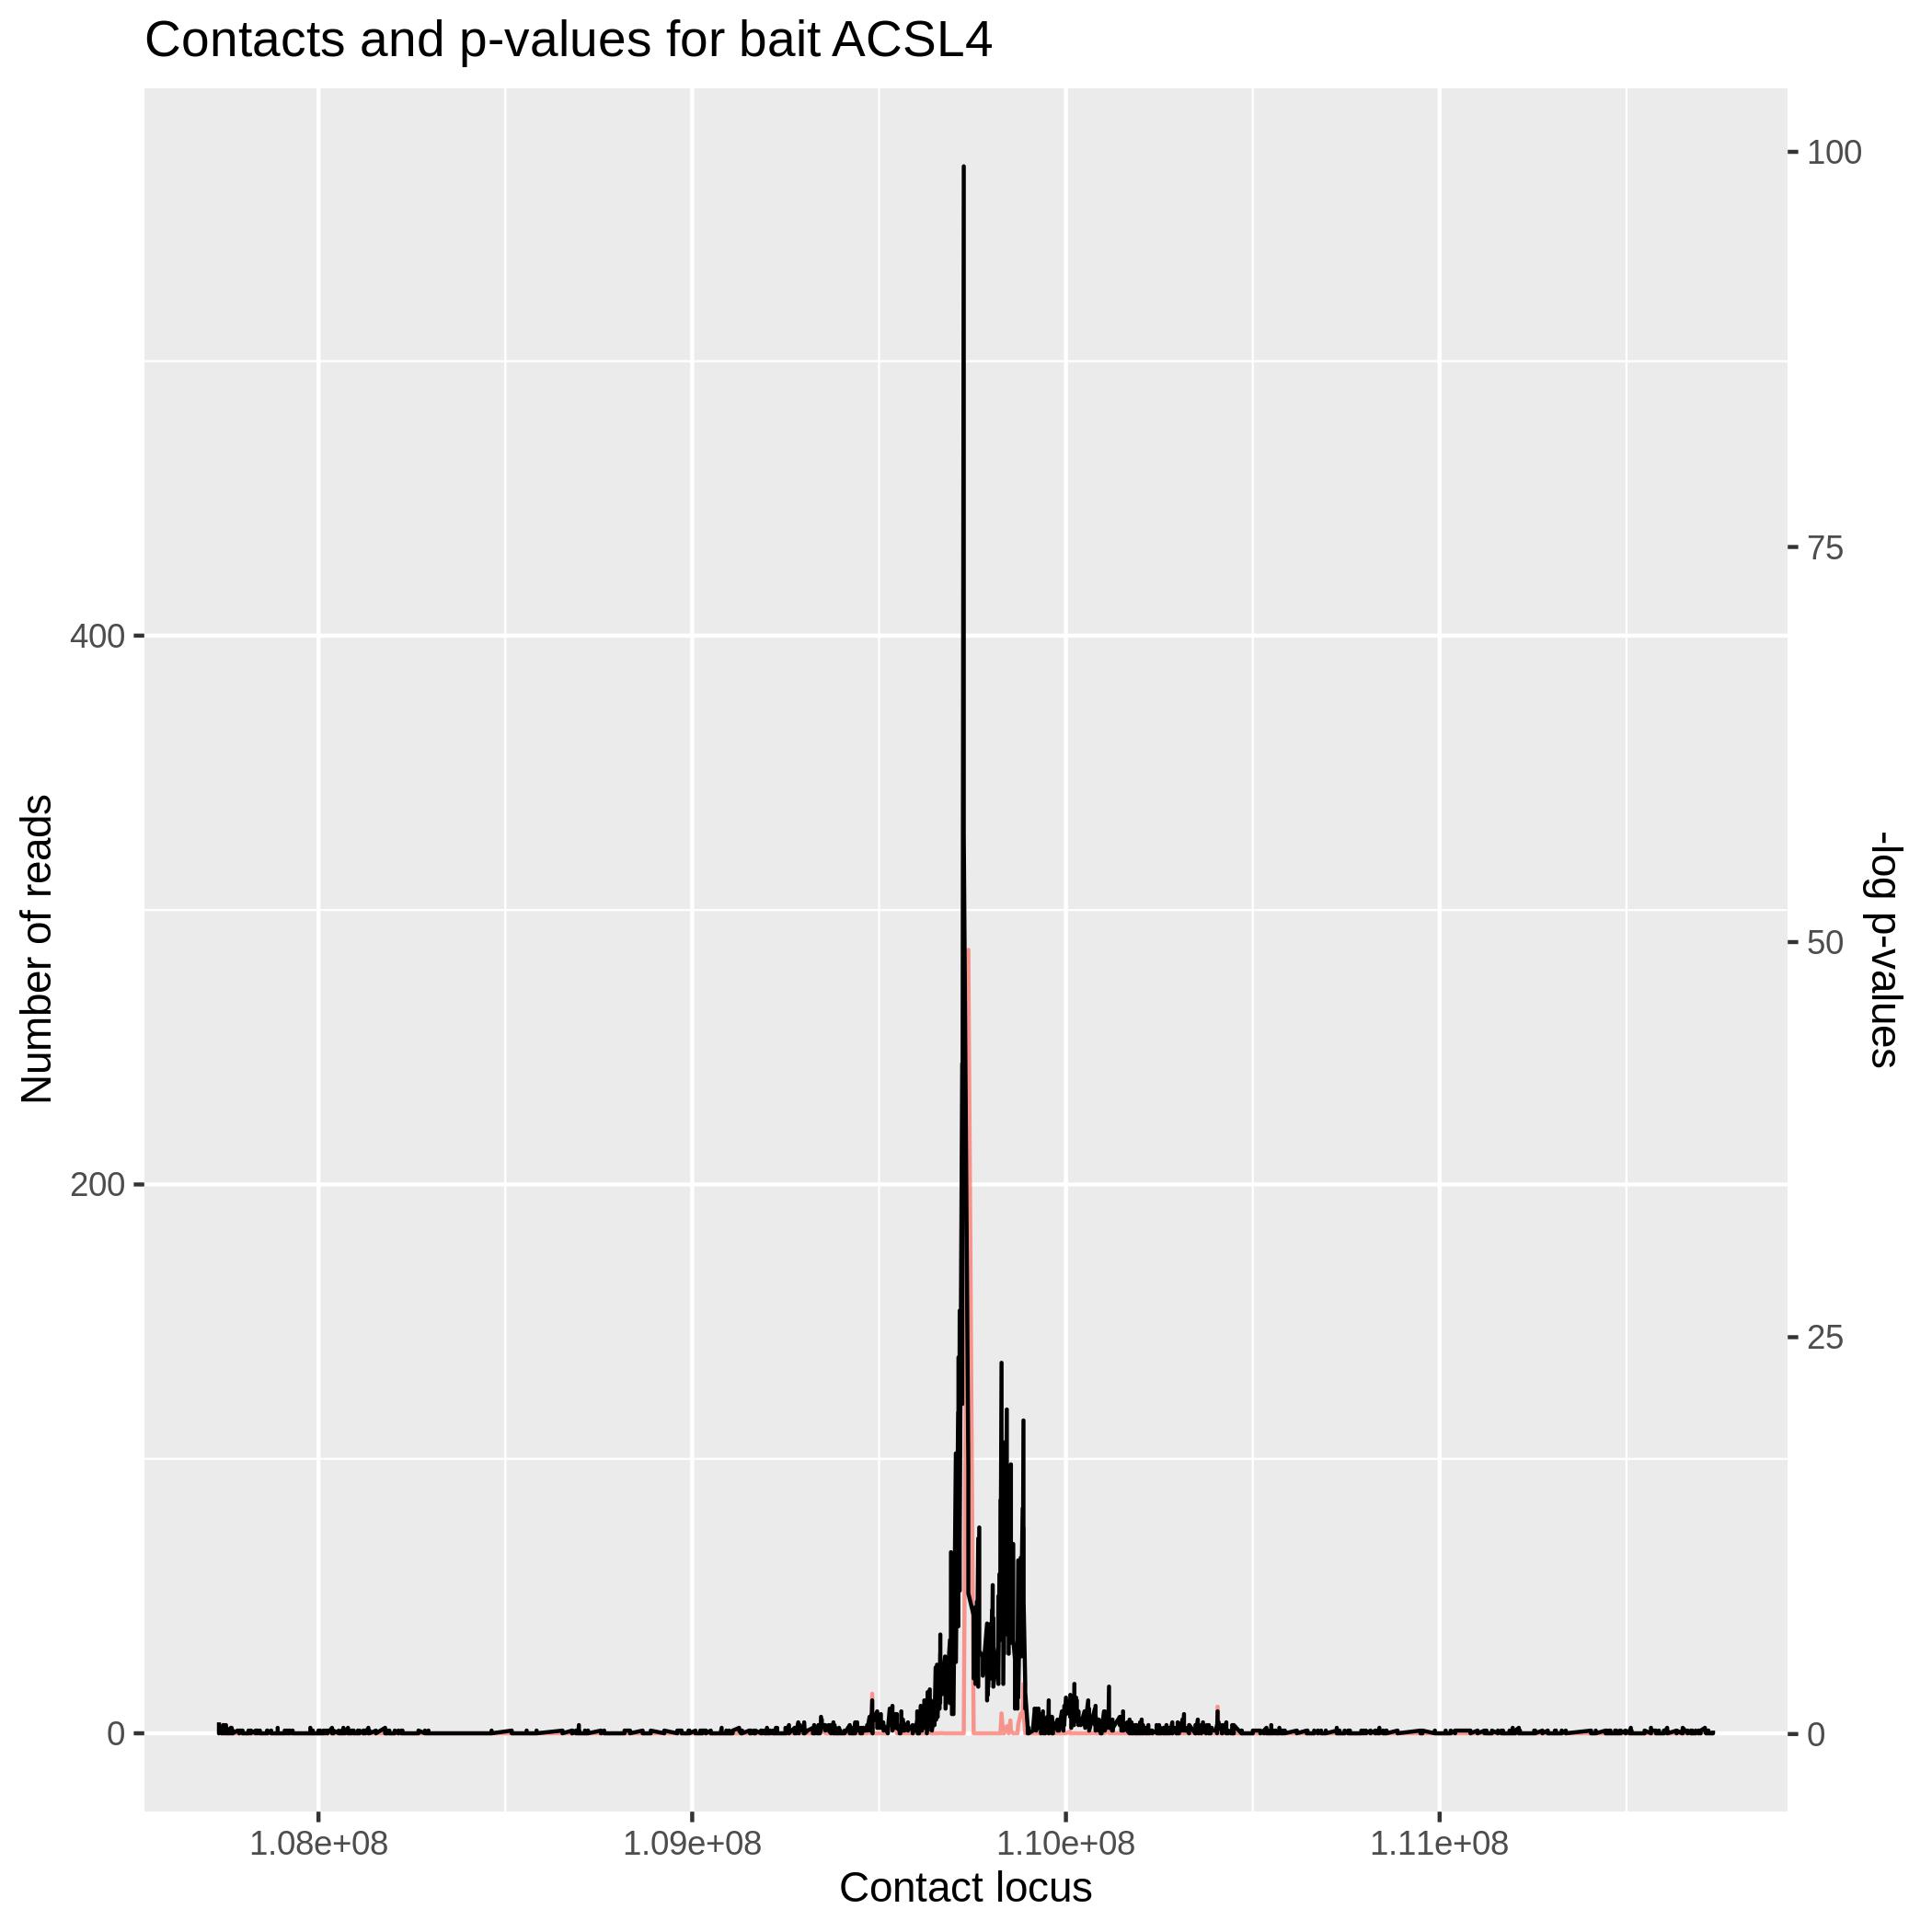 Contacts and p-values for bait ACSL4
Number of reads
400
200
0
100
75
50
25
0
-log p-values
1.08e+08
1.09e+08
1.10e+08
1.11e+08
Contact locus